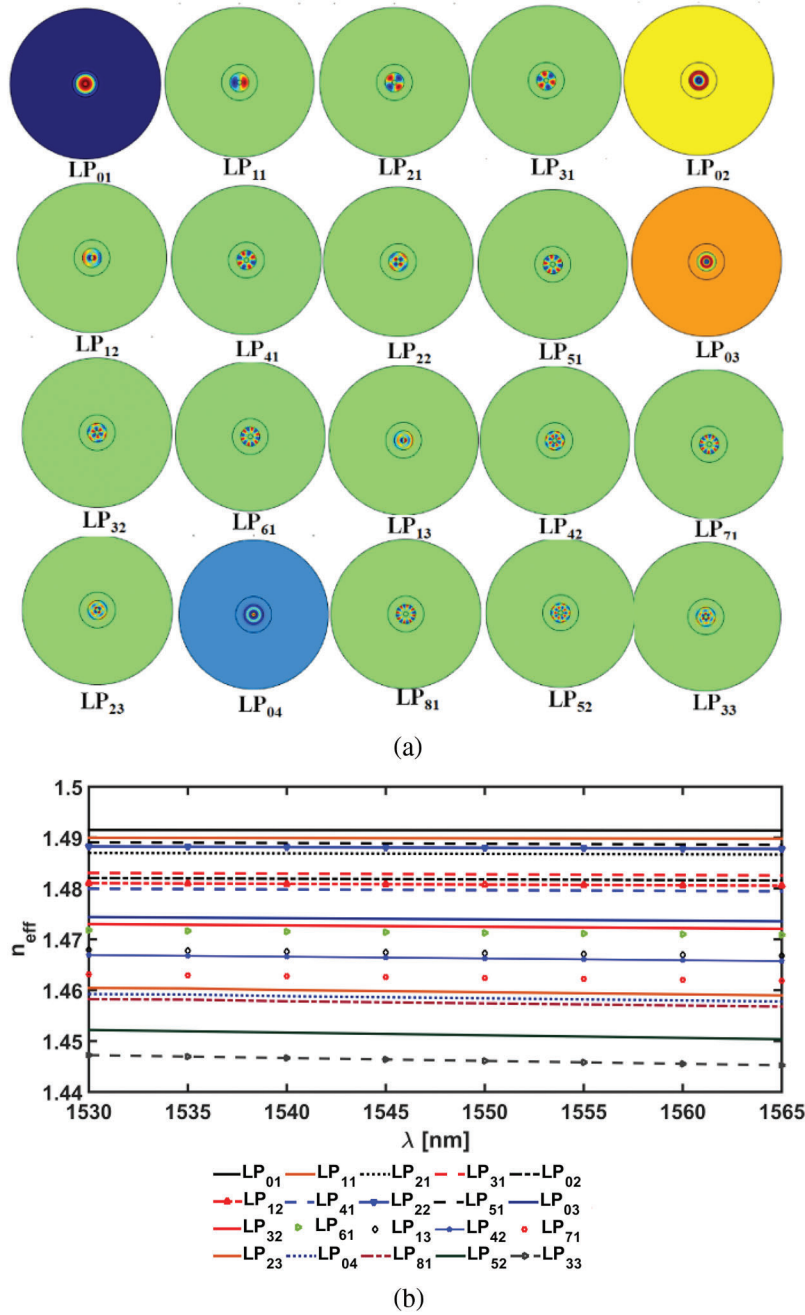 LP₀₁ LP₁₁ LP₂₁ LP₃₁ LP₀₂
LP₁₂ LP₄₁ LP₂₂ LP₅₁ LP₀₃
LP₃₂ LP₆₁ LP₁₃ LP₄₂ LP₇₁
LP₂₃ LP₀₄ LP₈₁ LP₅₂ LP₃₃
(a)
1.5
1.49
1.48
1.47
1.46
1.45
1.44
n_eff
1530 1535 1540 1545 1550 1555 1560 1565
λ [nm]
LP₀₁ LP₁₁ LP₂₁ LP₃₁ LP₀₂
LP₁₂ LP₄₁ LP₂₂ LP₅₁ LP₀₃
LP₃₂ LP₆₁ LP₁₃ LP₄₂ LP₇₁
LP₂₃ LP₀₄ LP₈₁ LP₅₂ LP₃₃
(b)